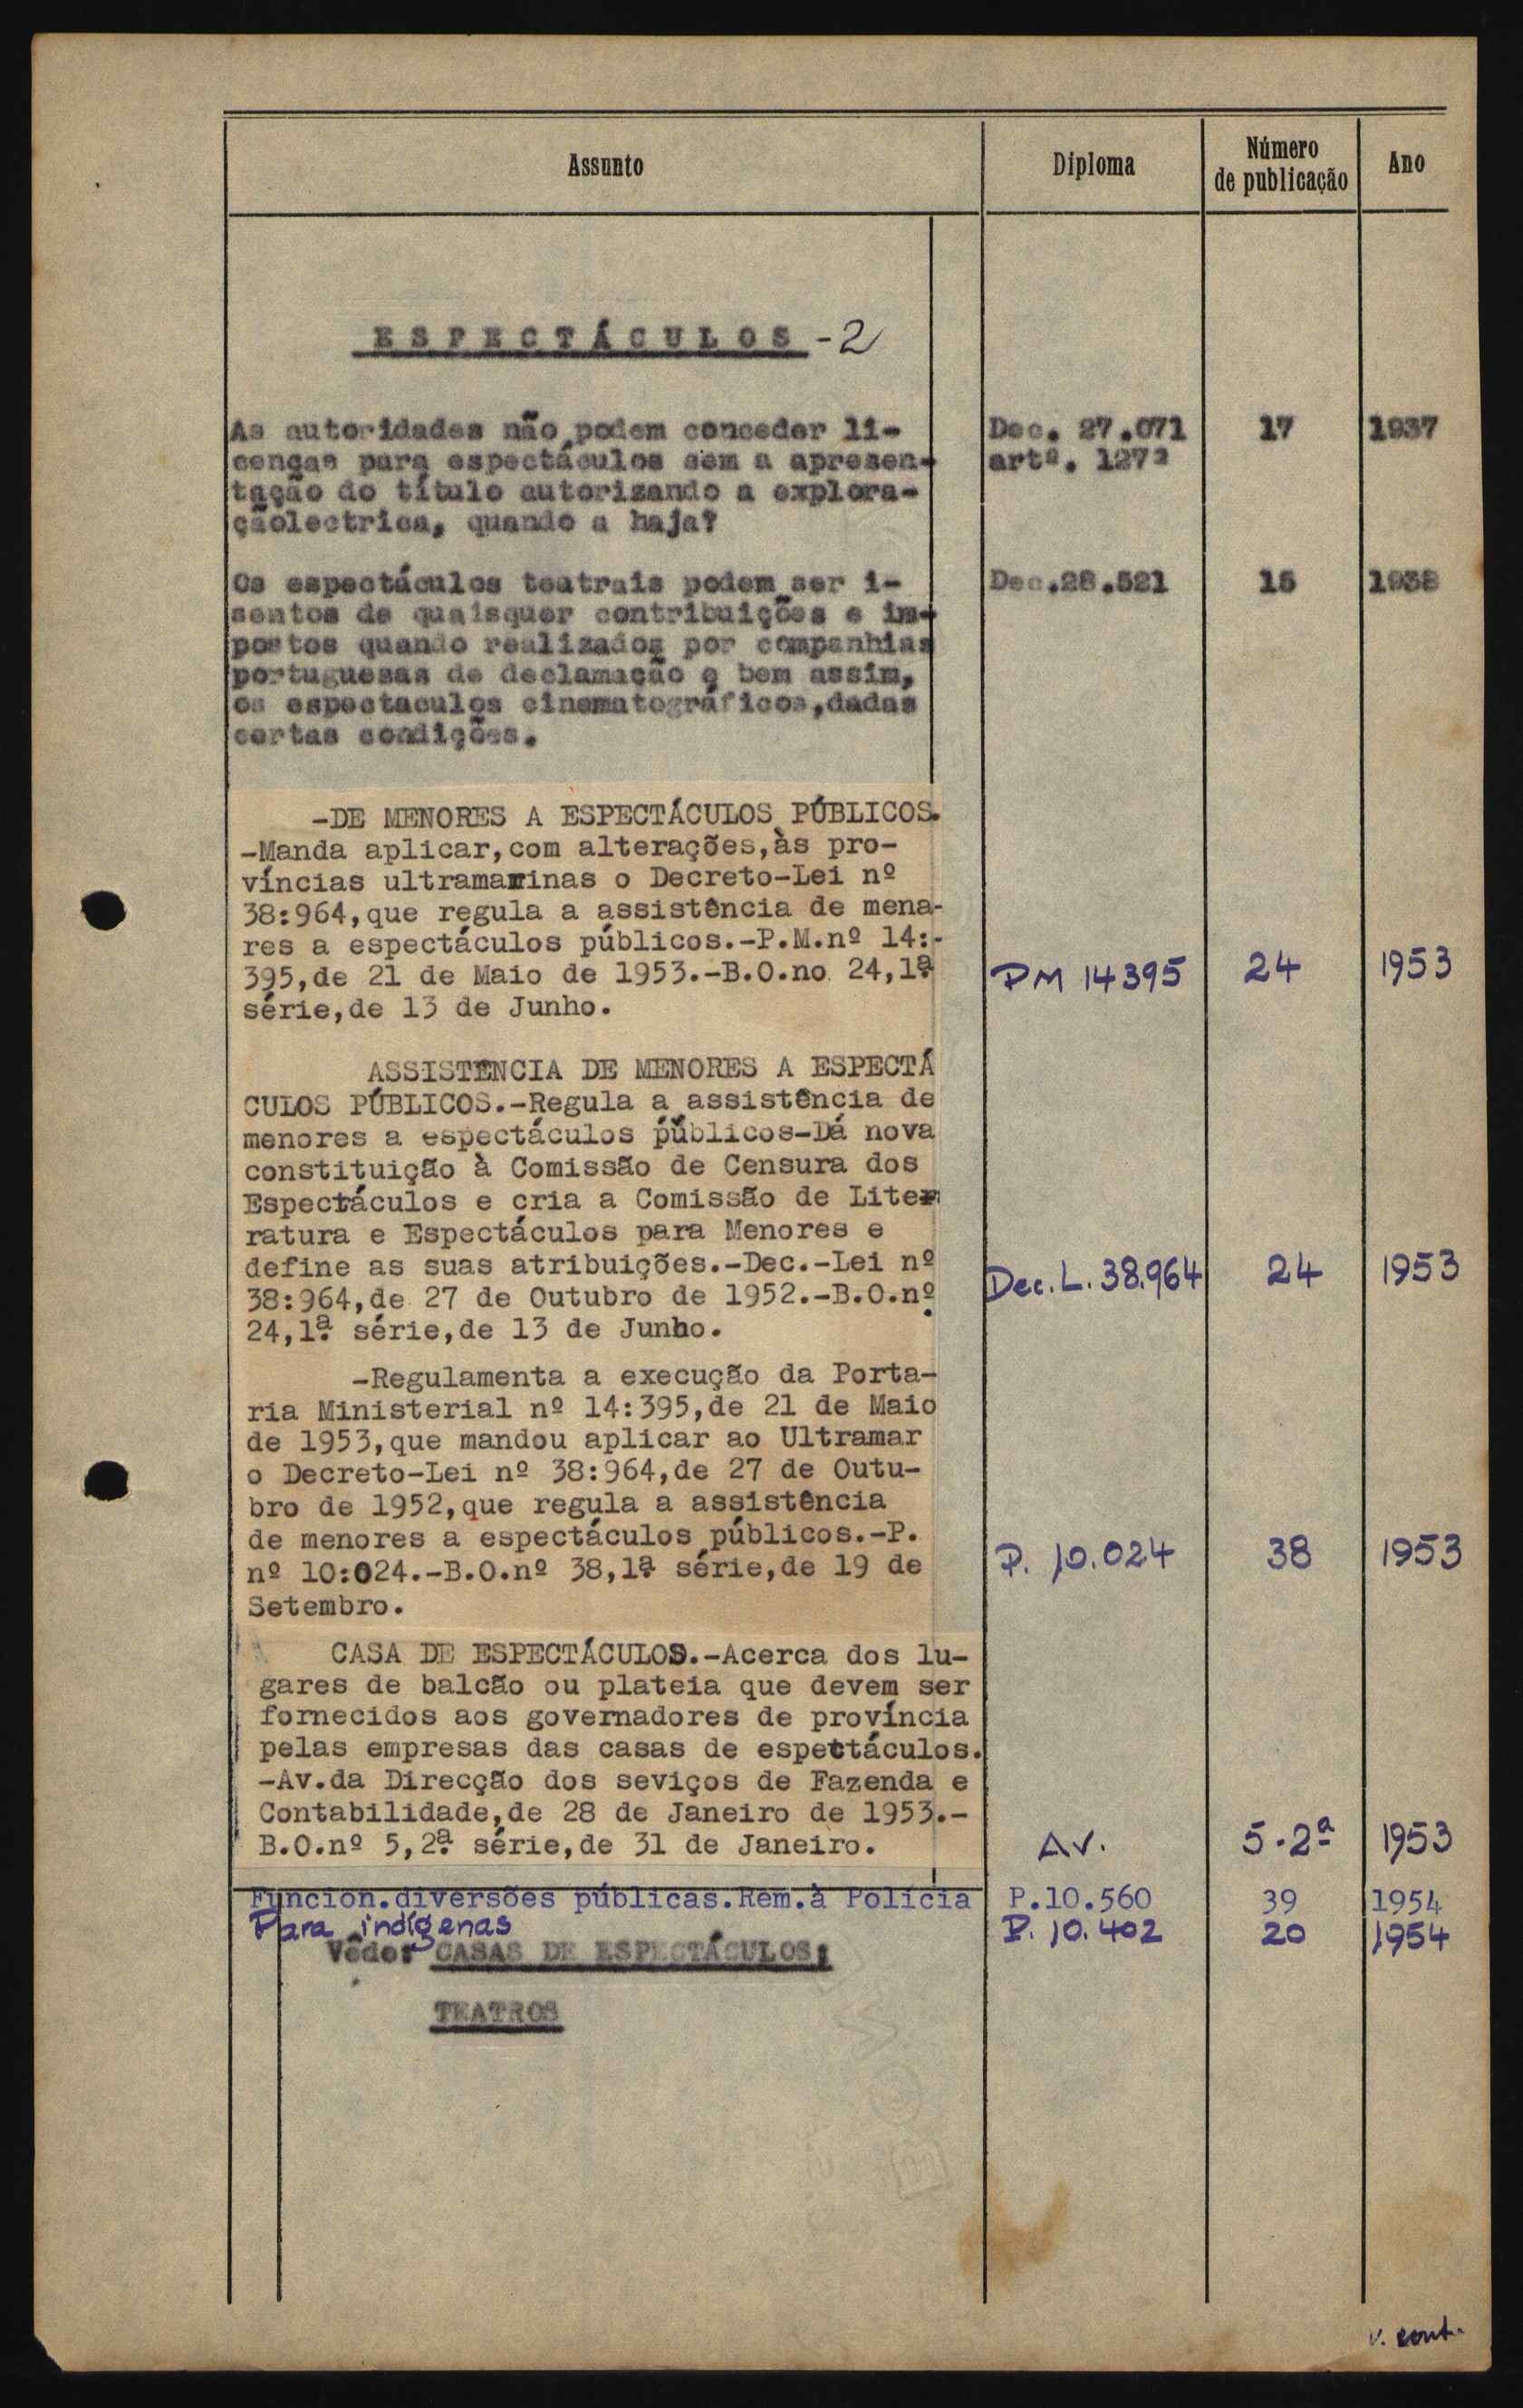 Assunto
Diploma
Número
de publicação
Ano
ESPECTÁCULOS -2
As autoridades não podem conceder li-
cenças para espectáculos sem a apresen-
tação do título autorizando a explora-
çãolectrica, quando a haja?
Dec. 27.071 17 1937
artº. 127º
Os espectáculos teatrais podem ser i-
sentos de quaisquer contribuições e im-
postos quando realizados por companhias
portuguesas de declamação e bem assim,
os espectaculos cinematográficos,dadas
certas condições.
Dec.28.521 15 1938
-DE MENORES A ESPECTÁCULOS PÚBLICOS.
-Manda aplicar,com alterações,às pro-
víncias ultramarinas o Decreto-Lei nº
38:964,que regula a assistência de mena-
res a espectáculos públicos.-P.M.nº 14:-
395,de 21 de Maio de 1953.-B.O.no 24,1ª
série,de 13 de Junho.
PM 14395 24 1953
ASSISTÊNCIA DE MENORES A ESPECTÁ
CULOS PÚBLICOS.-Regula a assistência de
menores a espectáculos públicos-Dá nova
constituição à Comissão de Censura dos
Espectáculos e cria a Comissão de Liter
ratura e Espectáculos para Menores e
define as suas atribuições.-Dec.-Lei nº
38:964,de 27 de Outubro de 1952.-B.O.nº
24,1ª série,de 13 de Junho.
Dec.L. 38.964 24 1953
-Regulamenta a execução da Porta-
ria Ministerial nº 14:395,de 21 de Maio
de 1953,que mandou aplicar ao Ultramar
o Decreto-Lei nº 38:964,de 27 de Outu-
bro de 1952,que regula a assistência
de menores a espectáculos públicos.-P.
nº 10:024.-B.O.nº 38,1ª série,de 19 de
Setembro.
P. 10.024 38 1953
CASA DE ESPECTÁCULOS.-Acerca dos lu-
gares de balcão ou plateia que devem ser
fornecidos aos governadores de província
pelas empresas das casas de espettáculos.
-Av.da Direcção dos seviços de Fazenda e
Contabilidade,de 28 de Janeiro de 1953.-
B.O.nº 5,2ª série,de 31 de Janeiro.
Av. 5-2ª 1953
Funcion.diversões públicas.Rem.à Polícia P.10.560 39 1954
Para indígenas P. 10.402 20 1954
Vêde: CASAS DE ESPECTÁCULOS;
TEATROS
v. cont.